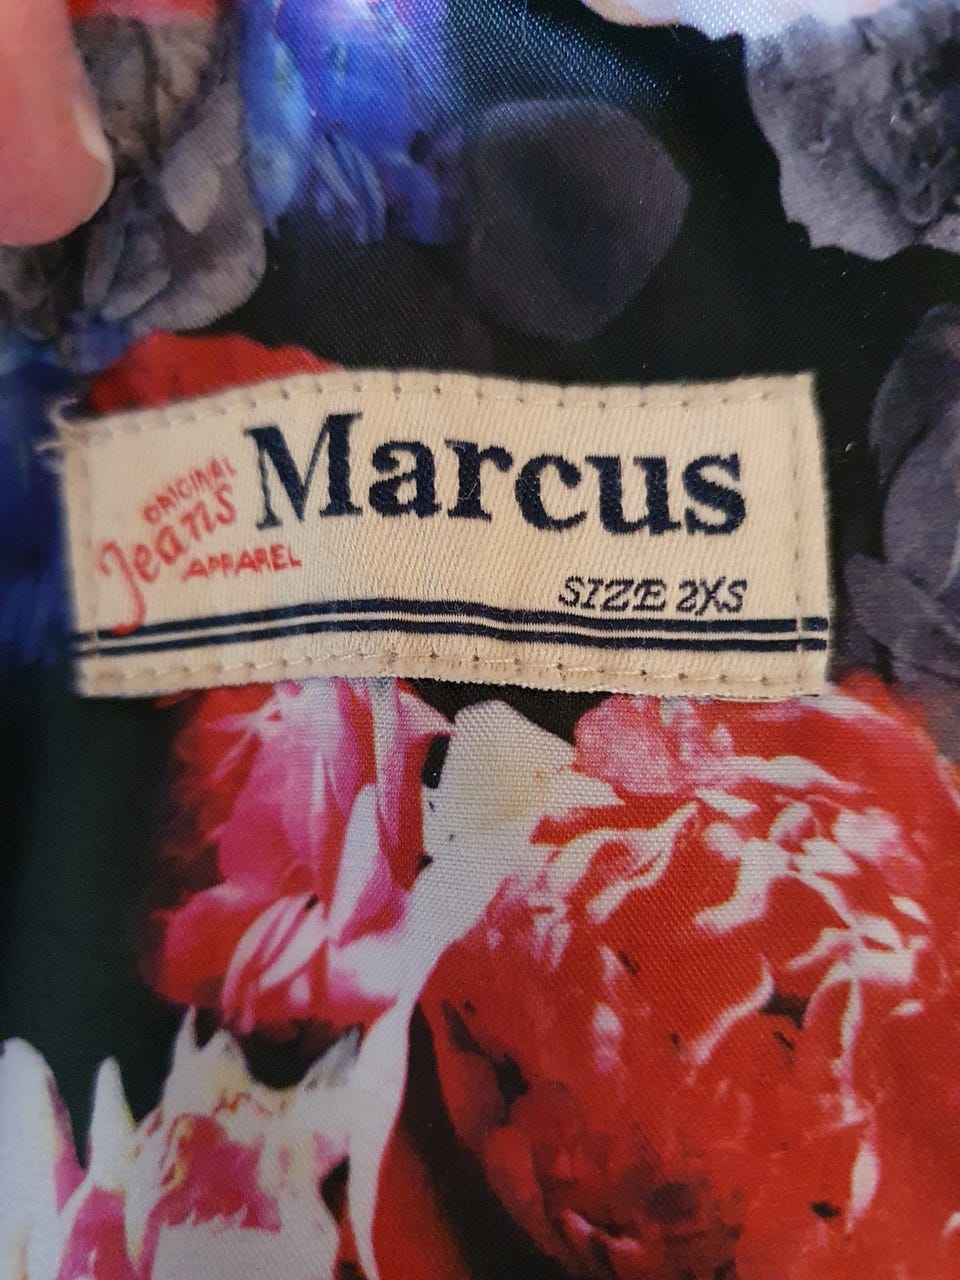 Marcus
ORIGINAL
Jeans
APPAREL
SIZE 2XS